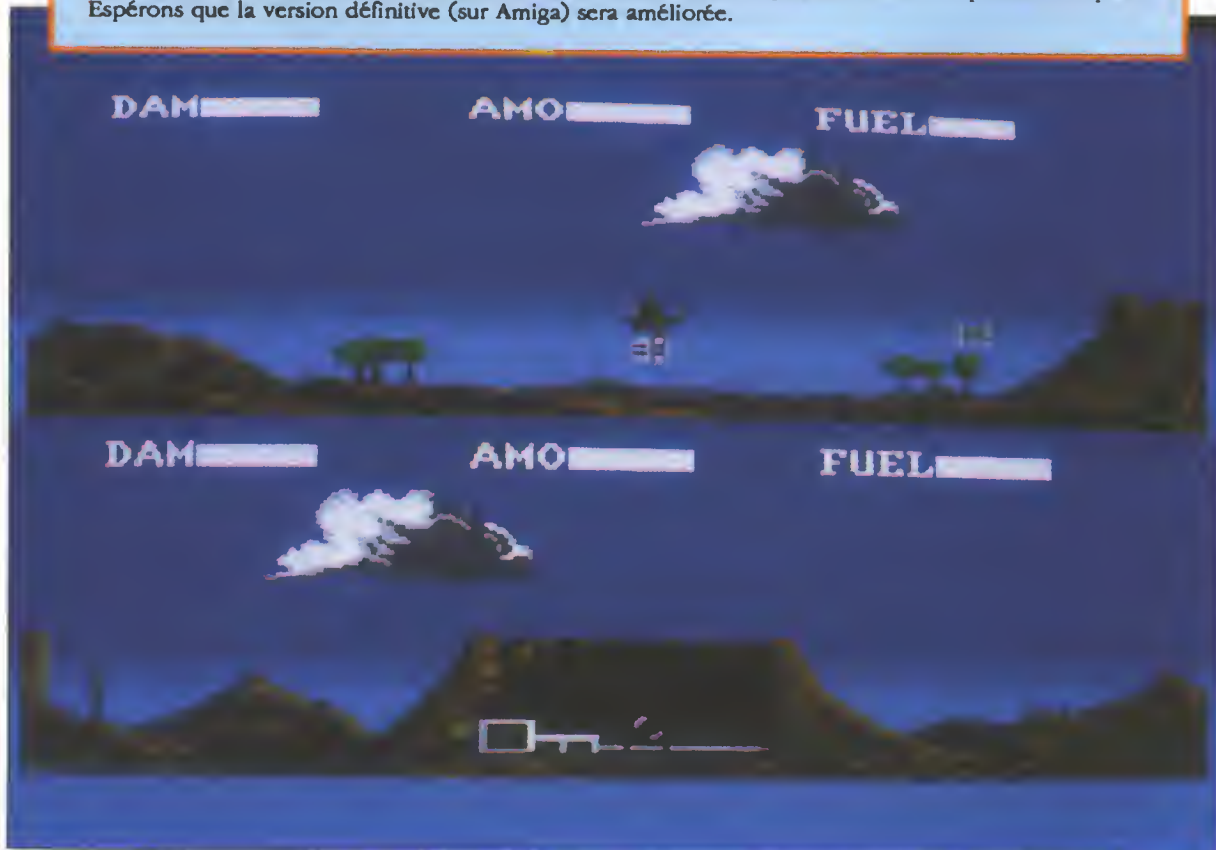 Espérons que la version définitive (sur Amiga) sera améliorée.
DAM AMO FUEL
DAM AMO FUEL